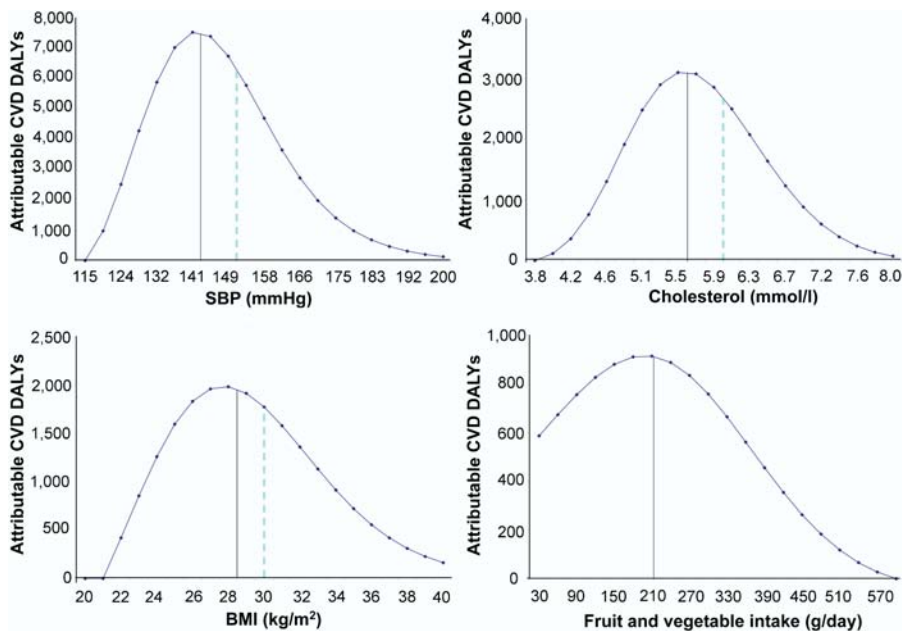 Attributable CVD DALYs
8,000
7,000
6,000
5,000
4,000
3,000
2,000
1,000
0
115 124 132 141 149 158 166 175 183 192 200
SBP (mmHg)
Attributable CVD DALYs
4,000
3,000
2,000
1,000
0
3.8 4.2 4.6 5.1 5.5 5.9 6.3 6.7 7.2 7.6 8.0
Cholesterol (mmol/l)
Attributable CVD DALYs
2,500
2,000
1,500
1,000
500
0
20 22 24 26 28 30 32 34 36 38 40
BMI (kg/m²)
Attributable CVD DALYs
1,000
800
600
400
200
0
30 90 150 210 270 330 390 450 510 570
Fruit and vegetable intake (g/day)